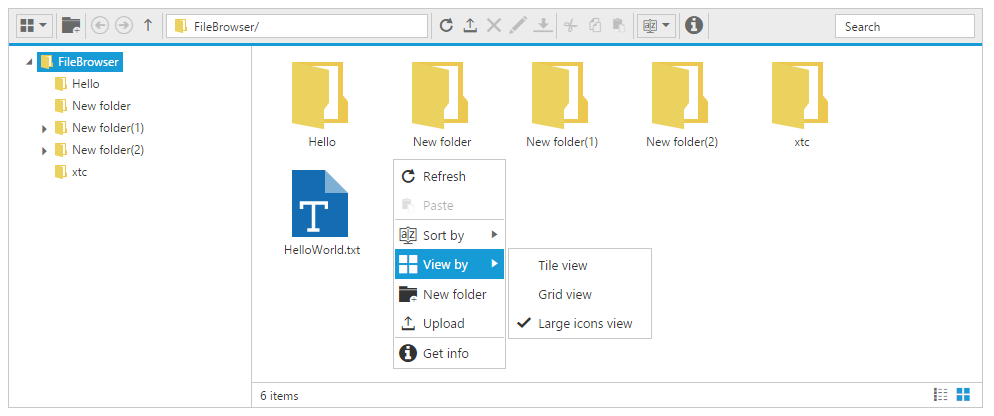 FileBrowser/
Search
FileBrowser
Hello
New folder
New folder(1)
New folder(2)
xtc
Hello
New folder
New folder(1)
New folder(2)
xtc
T
HelloWorld.txt
Refresh
Paste
a|z Sort by
View by
New folder
Upload
Get info
Tile view
Grid view
Large icons view
6 items